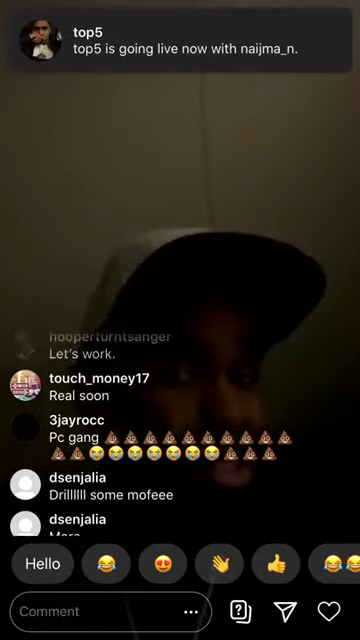 top5
top5 is going live now with naijma_n.
hooperturntsanger
Let's work.
touch_money17
Real soon
3jayrocc
Pc gang 💩💩💩💩💩💩💩💩💩💩
💩💩😭😭😭😭😭😭😭💩💩💩
dsenjalia
Drillllll some mofeee
dsenjalia
More
Hello
Comment